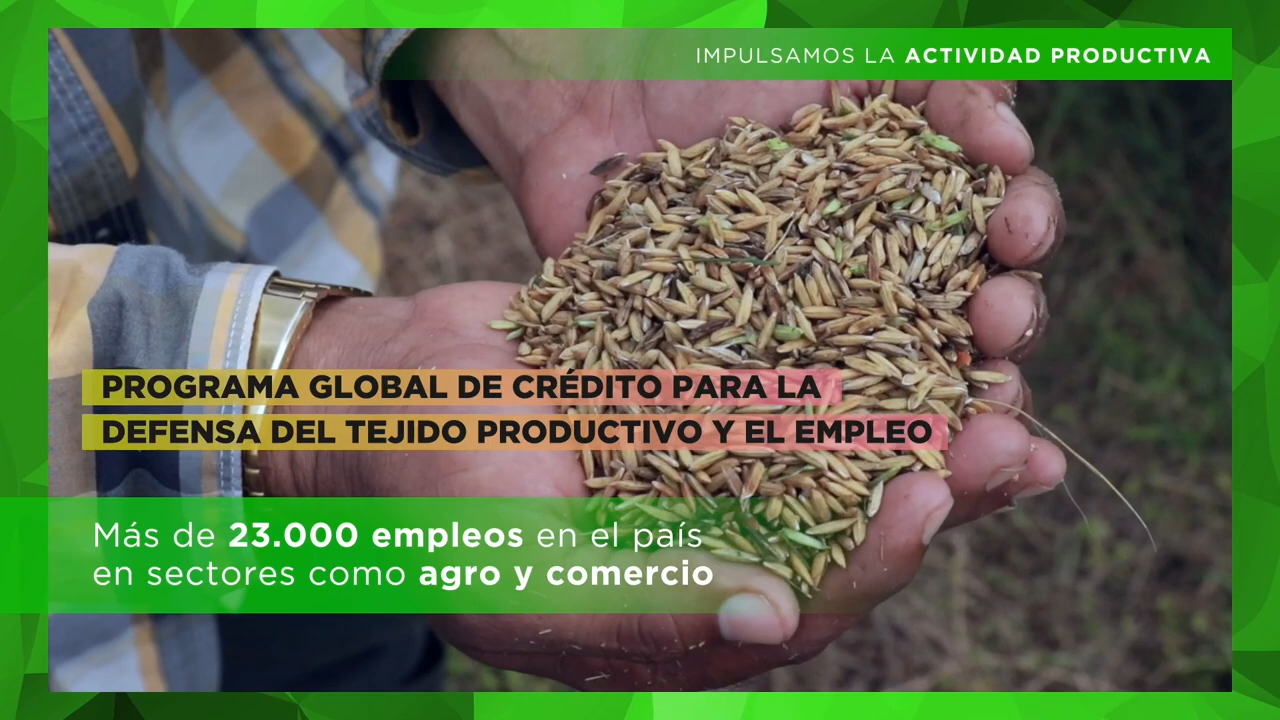 IMPULSAMOS LA ACTIVIDAD PRODUCTIVA
PROGRAMA GLOBAL DE CRÉDITO PARA LA
DEFENSA DEL TEJIDO PRODUCTIVO Y EL EMPLEO
Más de 23.000 empleos en el país
en sectores como agro y comercio